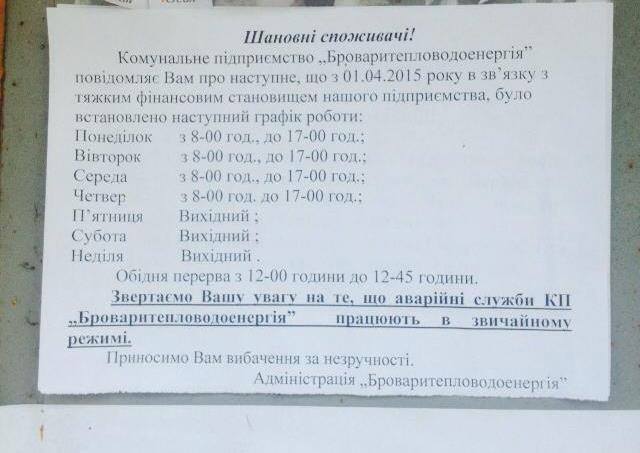 Шановні споживачі!
Комунальне підприємство „Броваритепловодоенергія”
повідомляє Вам про наступне, що з 01.04.2015 року в зв’язку з
тяжким фінансовим становищем нашого підприємства, було
встановлено наступний графік роботи:
Понеділок з 8-00 год., до 17-00 год.;
Вівторок з 8-00 год., до 17-00 год.;
Середа з 8-00 год., до 17-00 год.;
Четвер з 8-00 год. до 17-00 год.;
П’ятниця Вихідний ;
Субота Вихідний ;
Неділя Вихідний .
Обідня перерва з 12-00 години до 12-45 години.
Звертаємо Вашу увагу на те, що аварійні служби КП
„Броваритепловодоенергія” працюють в звичайному
режимі.
Приносимо Вам вибачення за незручності.
Адміністрація „Броваритепловодоенергія”